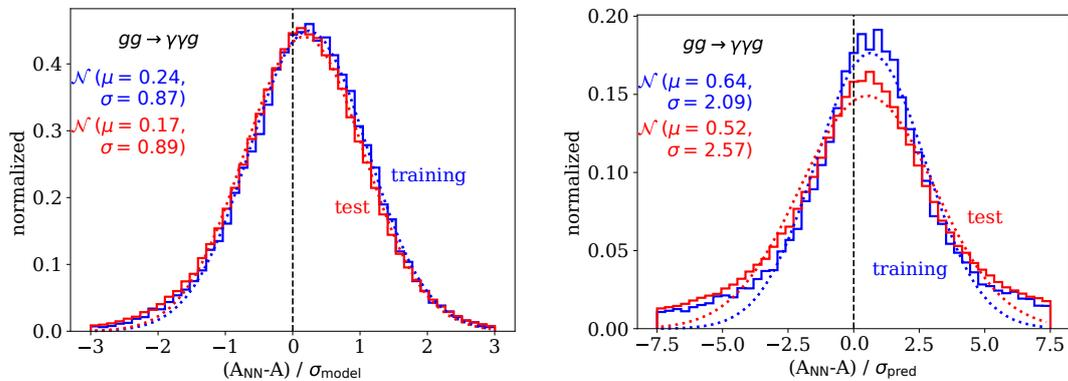 gg → γγg
𝒩 (μ = 0.24,
σ = 0.87)
𝒩 (μ = 0.17,
σ = 0.89)
training
test
normalized
0.4
0.3
0.2
0.1
0.0
−3 −2 −1 0 1 2 3
(A_NN-A) / σ_model
gg → γγg
𝒩 (μ = 0.64,
σ = 2.09)
𝒩 (μ = 0.52,
σ = 2.57)
test
training
normalized
0.20
0.15
0.10
0.05
0.00
−7.5 −5.0 −2.5 0.0 2.5 5.0 7.5
(A_NN-A) / σ_pred